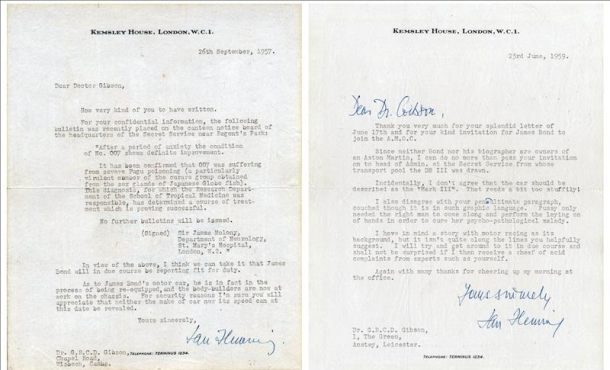 KEMSLEY HOUSE, LONDON, W.C.1.
26th September, 1957.
Dear Doctor Gibson,
How very kind of you to have written.
For your confidential information, the following
bulletin was recently placed on the canteen notice board of
the headquarters of the Secret Service near Regent's Park:
"After a period of anxiety the condition
of No. 007 shows definite improvement.
It has been confirmed that 007 was suffering
from severe Fugu poisoning (a particularly
virulent member of the curare group obtained
from the sex glands of Japanese Globe fish).
This diagnosis, for which the Research Depart-
ment of the School of Tropical Medicine was
responsible, has determined a course of treat-
ment which is proving successful.
No further bulletins will be issued.
(Signed) Sir James Molony,
Department of Neurology,
St. Mary's Hospital,
London, W.2. "
In view of the above, I think we can take it that James
Bond will in due course be reporting fit for duty.
As to James Bond's motor car, he is in fact in the
process of being re-equipped, and the body-builders are now at
work on the chassis. For security reasons I'm sure you will
appreciate that neither the make of car nor its speed can at
this date be revealed.
Yours sincerely,
Ian Fleming
Dr. G.R.C.D. Gibson,
Chapel Road,
Wisbech, Cambs.
TELEPHONE: TERMINUS 1234.
KEMSLEY HOUSE, LONDON, W.C.1.
23rd June, 1959.
Dear Dr. Gibson,
Thank you very much for your splendid letter of
June 17th and for your kind invitation for James Bond to
join the A.M.O.C.
Since neither Bond nor his biographer are owners of
an Aston Martin, I can do no more than pass your invitation
on to head of Admin. at the Secret Service from whose
transport pool the DB III was drawn.
Incidentally, I don't agree that the car should be
described as the "Mark III". That reeks a bit too stuffily!
I also disagree with your penultimate paragraph,
couched though it is in such graphic language. Pussy only
needed the right man to come along and perform the laying on
of hands in order to cure her psycho-pathological malady.
I have in mind a story with motor racing as its
background, but it isn't quite along the lines you helpfully
suggest. I will try and get around to it in due course and
shall not be surprised if I then receive a sheaf of acid
complaints from experts such as yourself.
Again with many thanks for cheering up my morning at
the office.
Yours sincerely
Ian Fleming
Dr. G.R.C.D. Gibson,
1, The Green,
Anstey, Leicester.
TELEPHONE: TERMINUS 1234.